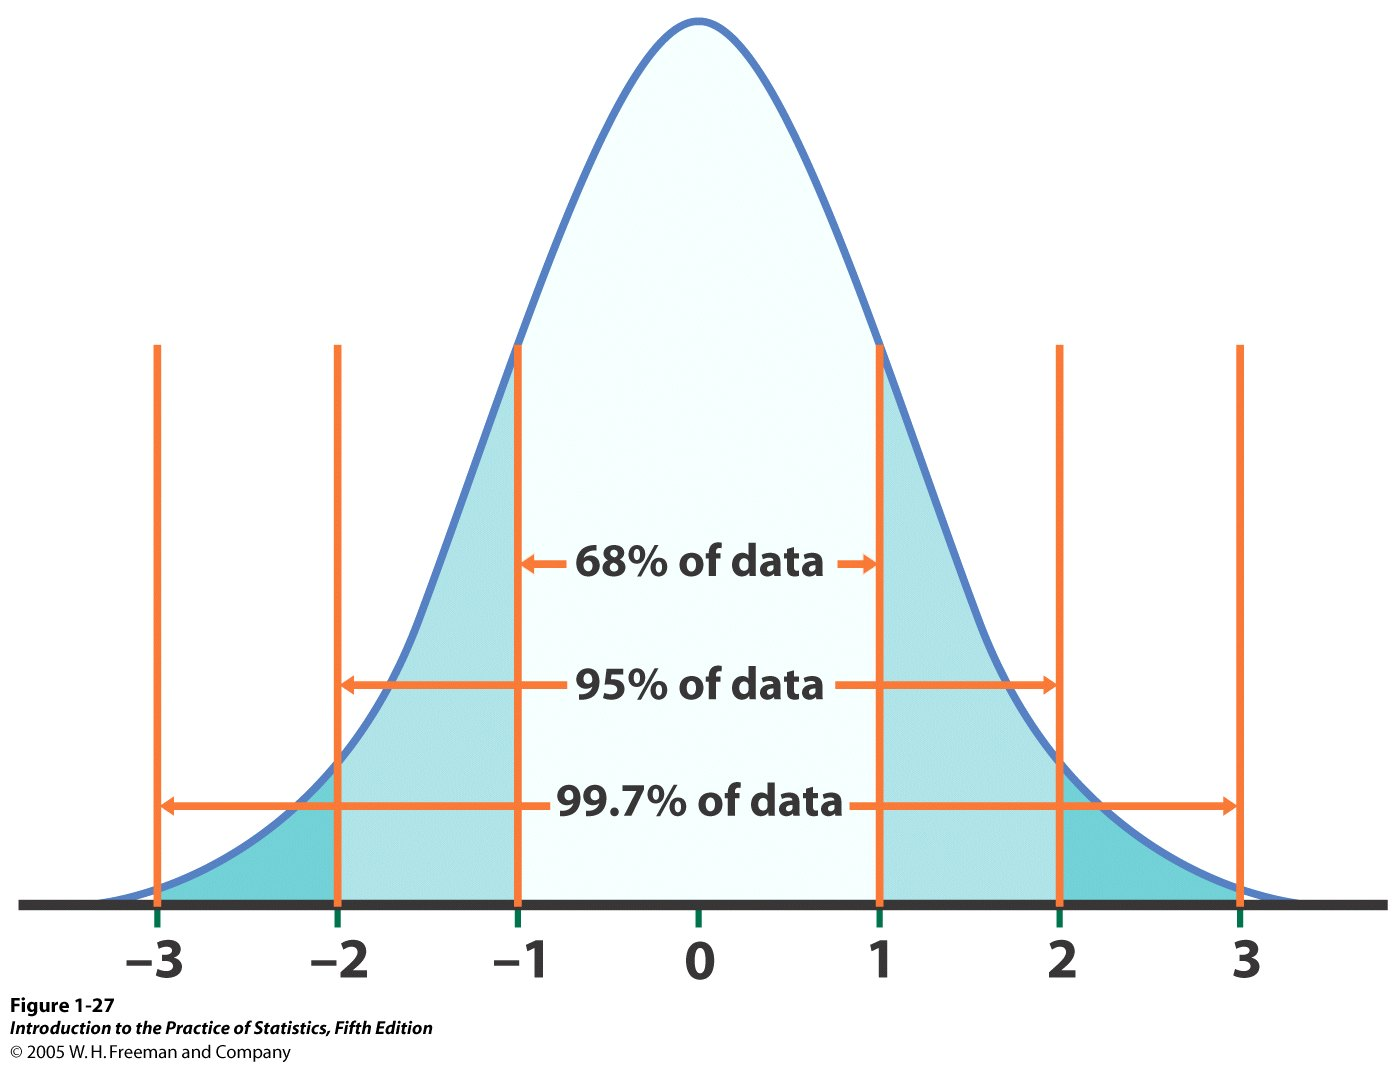 68% of data
95% of data
99.7% of data
–3 –2 –1 0 1 2 3
Figure 1-27
Introduction to the Practice of Statistics, Fifth Edition
© 2005 W. H. Freeman and Company